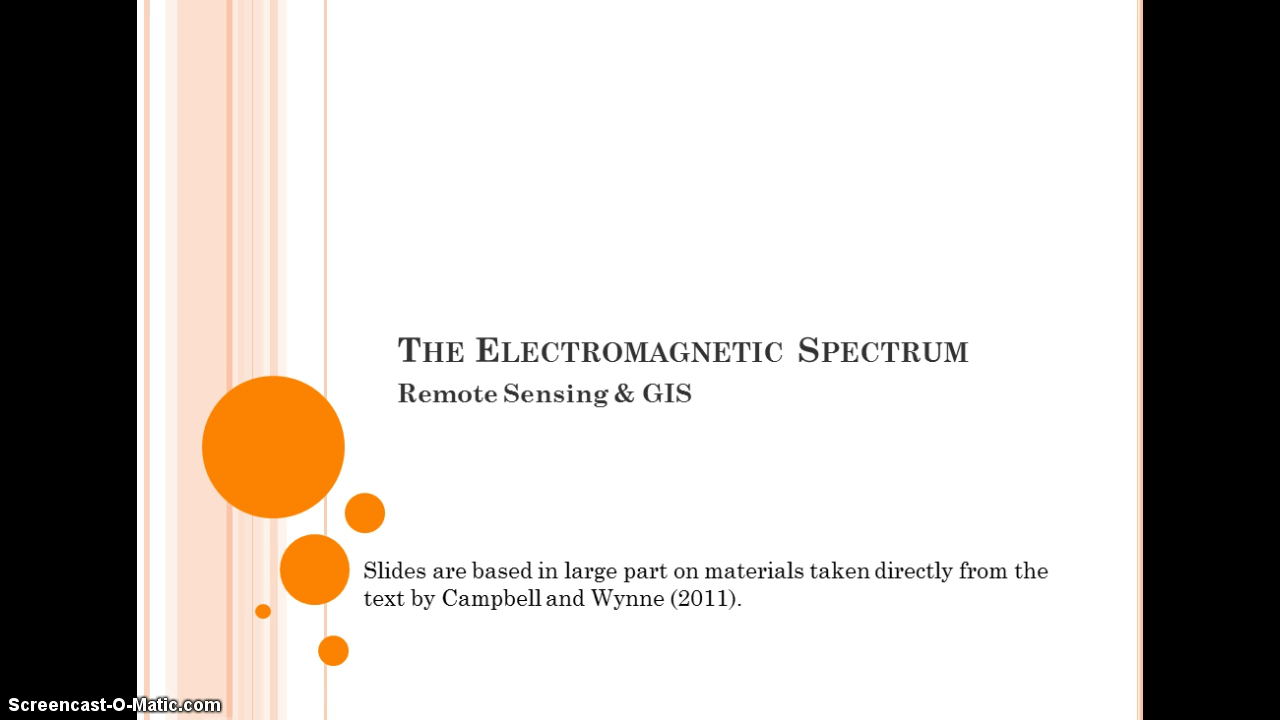 THE ELECTROMAGNETIC SPECTRUM
Remote Sensing & GIS
Slides are based in large part on materials taken directly from the
text by Campbell and Wynne (2011).
Screencast-O-Matic.com